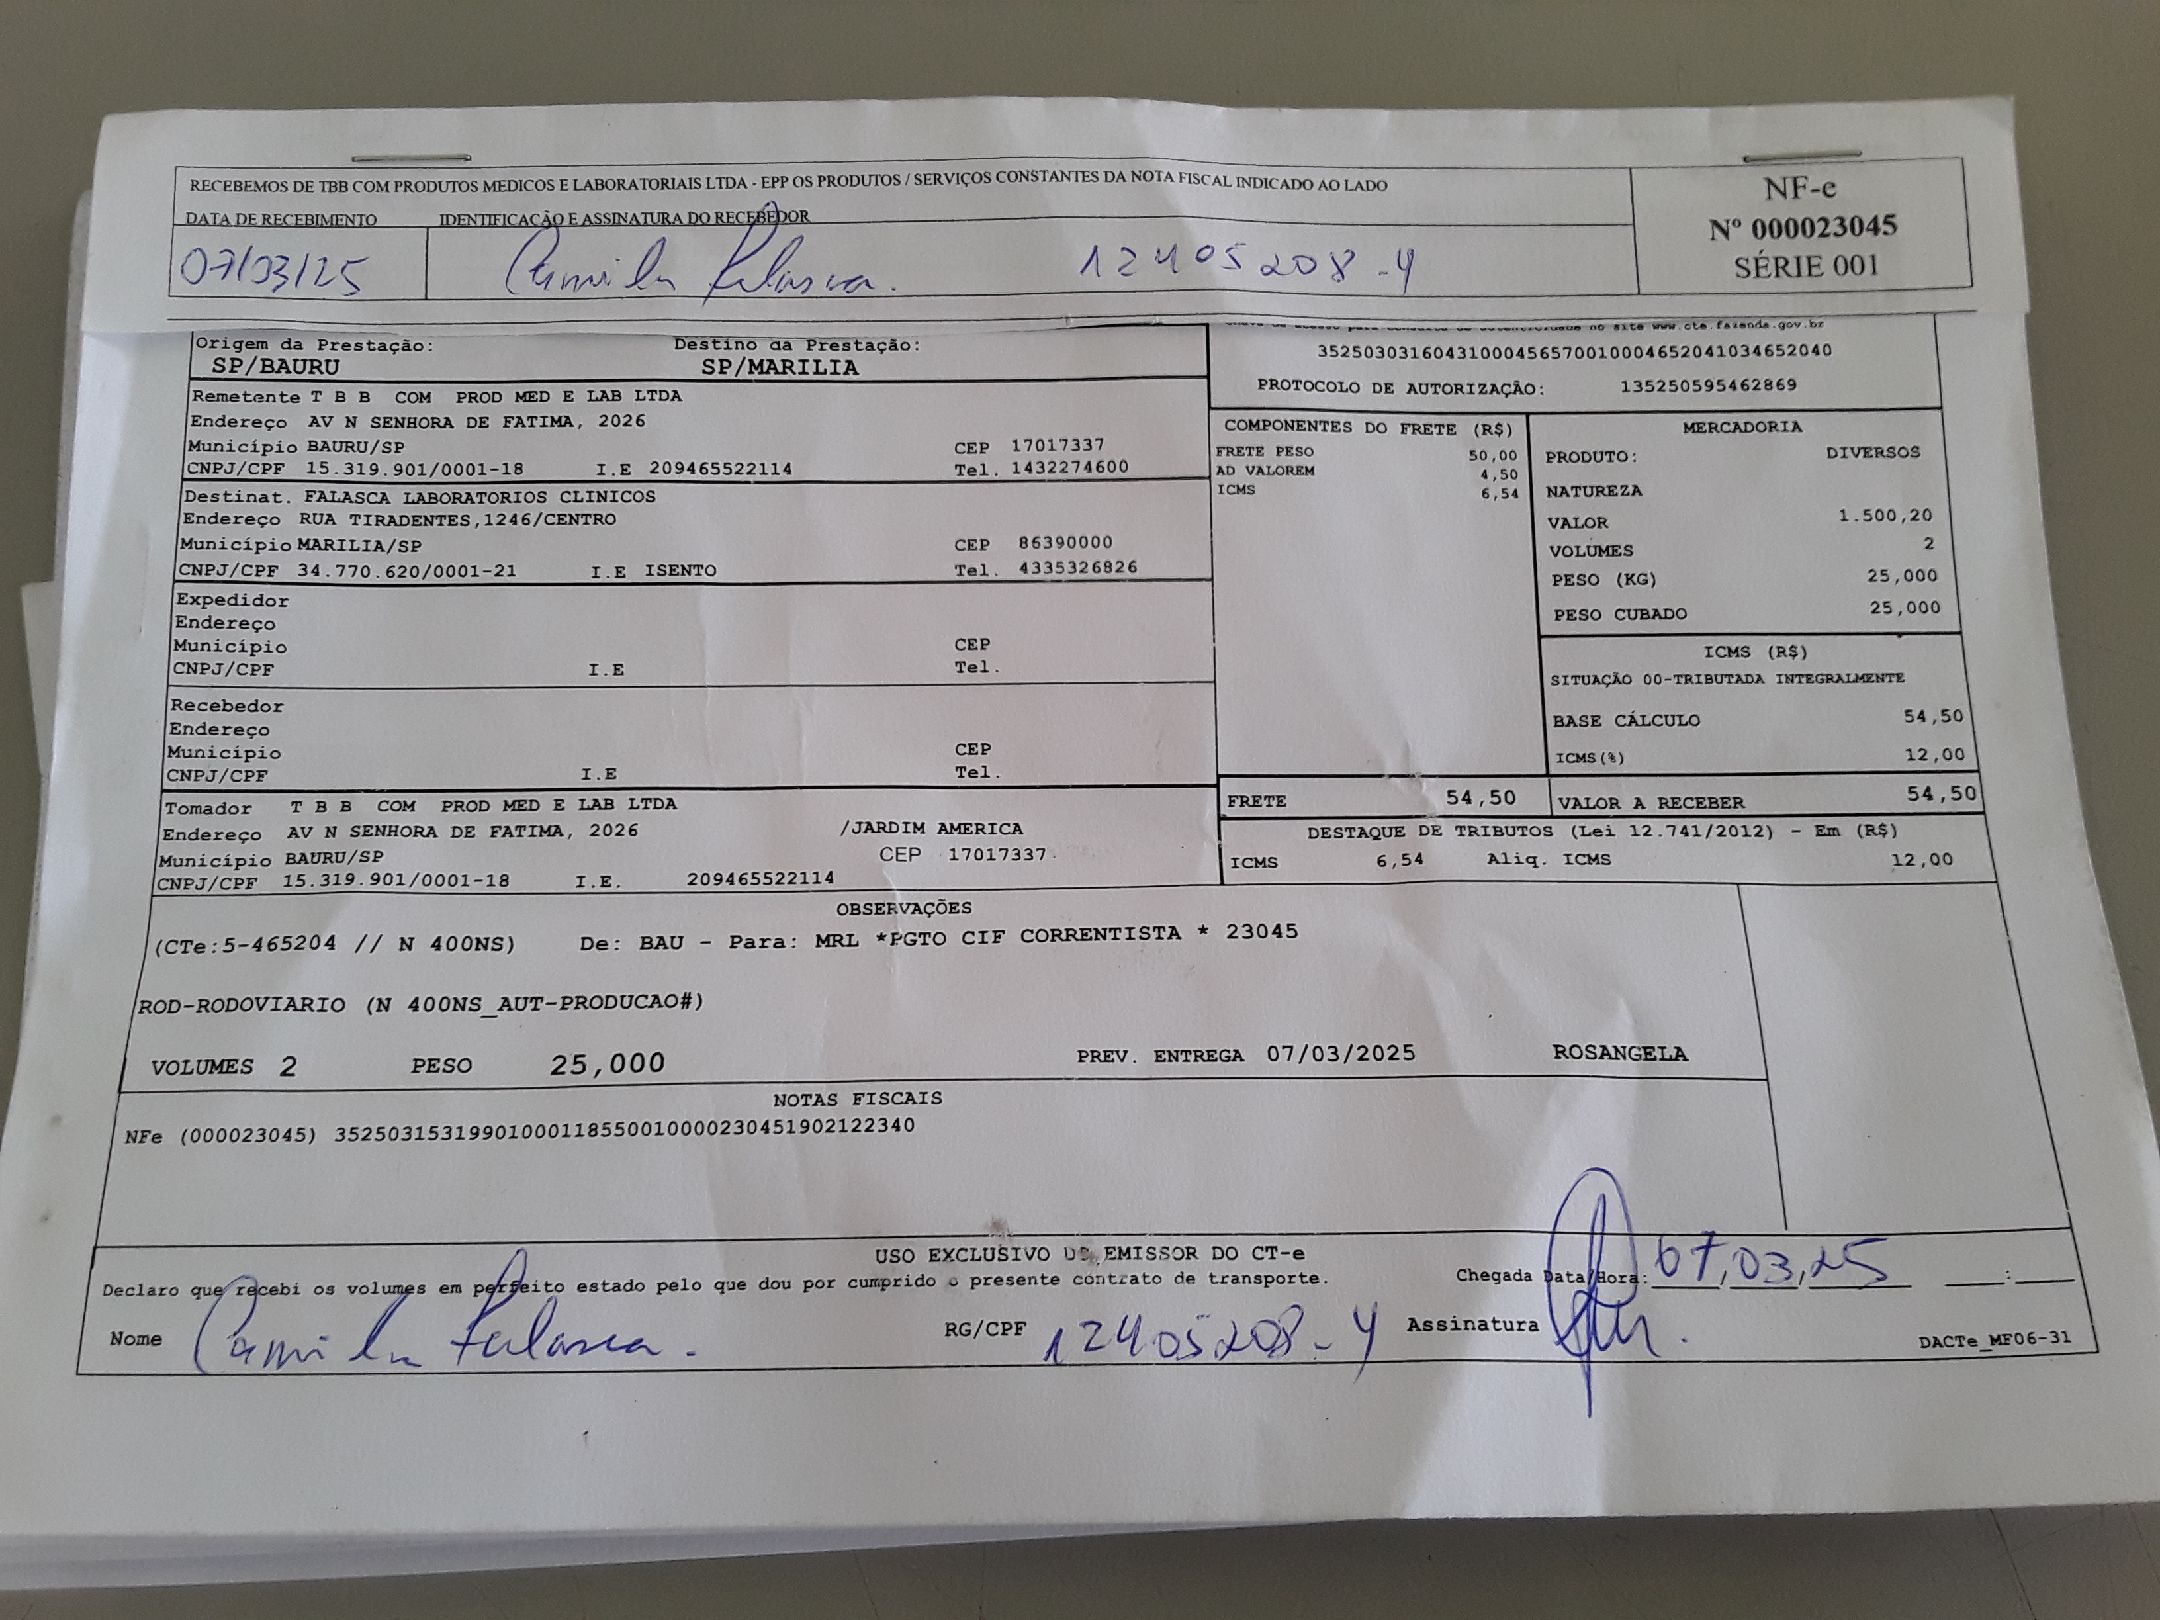 RECEBEMOS DE TBB COM PRODUTOS MEDICOS E LABORATORIAIS LTDA - EPP OS PRODUTOS / SERVIÇOS CONSTANTES DA NOTA FISCAL INDICADO AO LADO
DATA DE RECEBIMENTO IDENTIFICAÇÃO E ASSINATURA DO RECEBEDOR
07/03/25 Camila Falasca. 12405208-4
NF-e
Nº 000023045
SÉRIE 001
Origem da Prestação: Destino da Prestação:
SP/BAURU SP/MARILIA
Remetente T B B COM PROD MED E LAB LTDA
Endereço AV N SENHORA DE FATIMA, 2026
Município BAURU/SP CEP 17017337
CNPJ/CPF 15.319.901/0001-18 I.E 209465522114 Tel. 1432274600
Destinat. FALASCA LABORATORIOS CLINICOS
Endereço RUA TIRADENTES,1246/CENTRO
Município MARILIA/SP CEP 86390000
CNPJ/CPF 34.770.620/0001-21 I.E ISENTO Tel. 4335326826
Expedidor
Endereço
Município CEP
CNPJ/CPF I.E Tel.
Recebedor
Endereço
Município CEP
CNPJ/CPF I.E Tel.
Tomador T B B COM PROD MED E LAB LTDA
Endereço AV N SENHORA DE FATIMA, 2026 /JARDIM AMERICA
Município BAURU/SP CEP 17017337
CNPJ/CPF 15.319.901/0001-18 I.E. 209465522114
no site www.cte.fazenda.gov.br
35250303160431000456570010004652041034652040
PROTOCOLO DE AUTORIZAÇÃO: 135250595462869
COMPONENTES DO FRETE (R$)
FRETE PESO 50,00
AD VALOREM 4,50
ICMS 6,54
MERCADORIA
PRODUTO: DIVERSOS
NATUREZA
VALOR 1.500,20
VOLUMES 2
PESO (KG) 25,000
PESO CUBADO 25,000
ICMS (R$)
SITUAÇÃO 00-TRIBUTADA INTEGRALMENTE
BASE CÁLCULO 54,50
ICMS(%) 12,00
FRETE 54,50 VALOR A RECEBER 54,50
DESTAQUE DE TRIBUTOS (Lei 12.741/2012) - Em (R$)
ICMS 6,54 Aliq. ICMS 12,00
OBSERVAÇÕES
(CTe:5-465204 // N 400NS) De: BAU - Para: MRL *PGTO CIF CORRENTISTA * 23045
ROD-RODOVIARIO (N 400NS_AUT-PRODUCAO#)
VOLUMES 2 PESO 25,000 PREV. ENTREGA 07/03/2025 ROSANGELA
NOTAS FISCAIS
NFe (000023045) 35250315319901000118550010000230451902122340
USO EXCLUSIVO DO EMISSOR DO CT-e
Declaro que recebi os volumes em perfeito estado pelo que dou por cumprido o presente contrato de transporte. Chegada Data/Hora: 07,03,25 :
Nome Camila Falasca. RG/CPF 12405208-4 Assinatura
DACTe_MF06-31